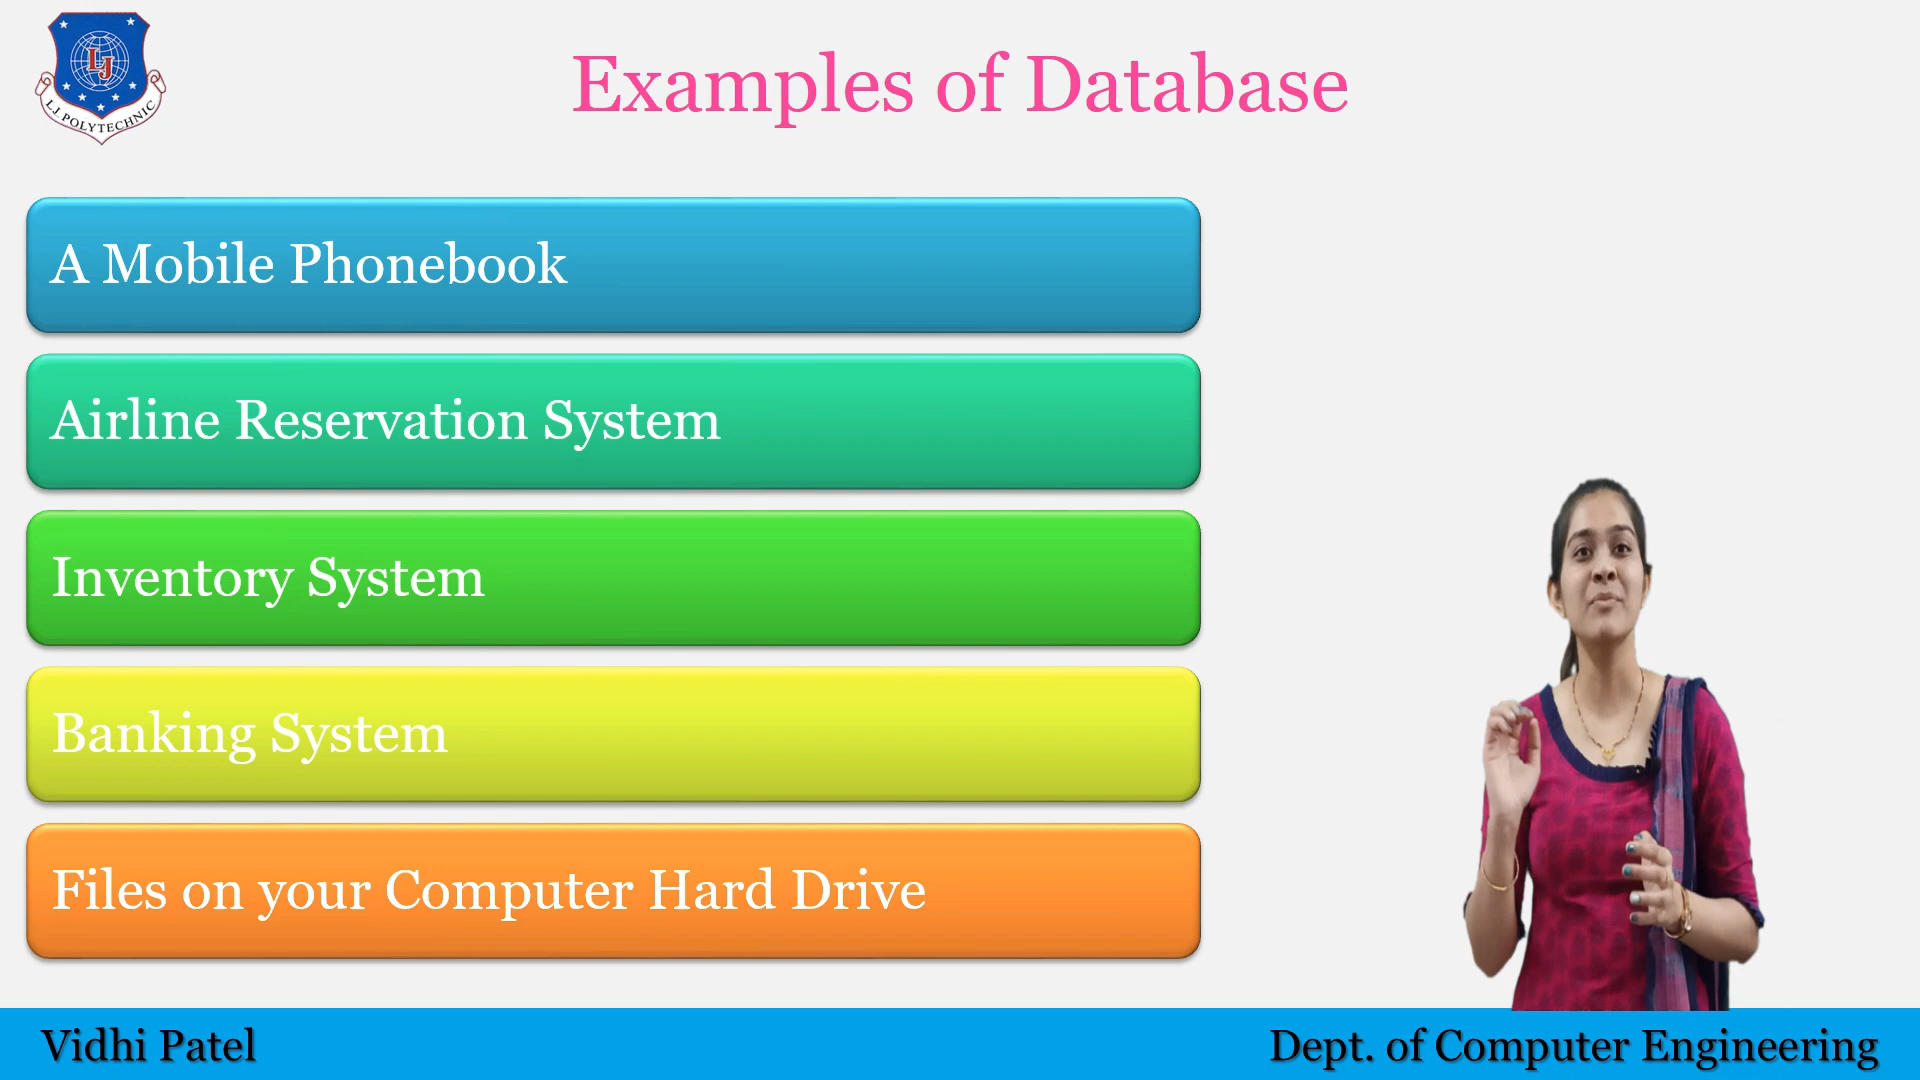 LJ
L.J. POLYTECHNIC
Examples of Database
A Mobile Phonebook
Airline Reservation System
Inventory System
Banking System
Files on your Computer Hard Drive
Vidhi Patel
Dept. of Computer Engineering